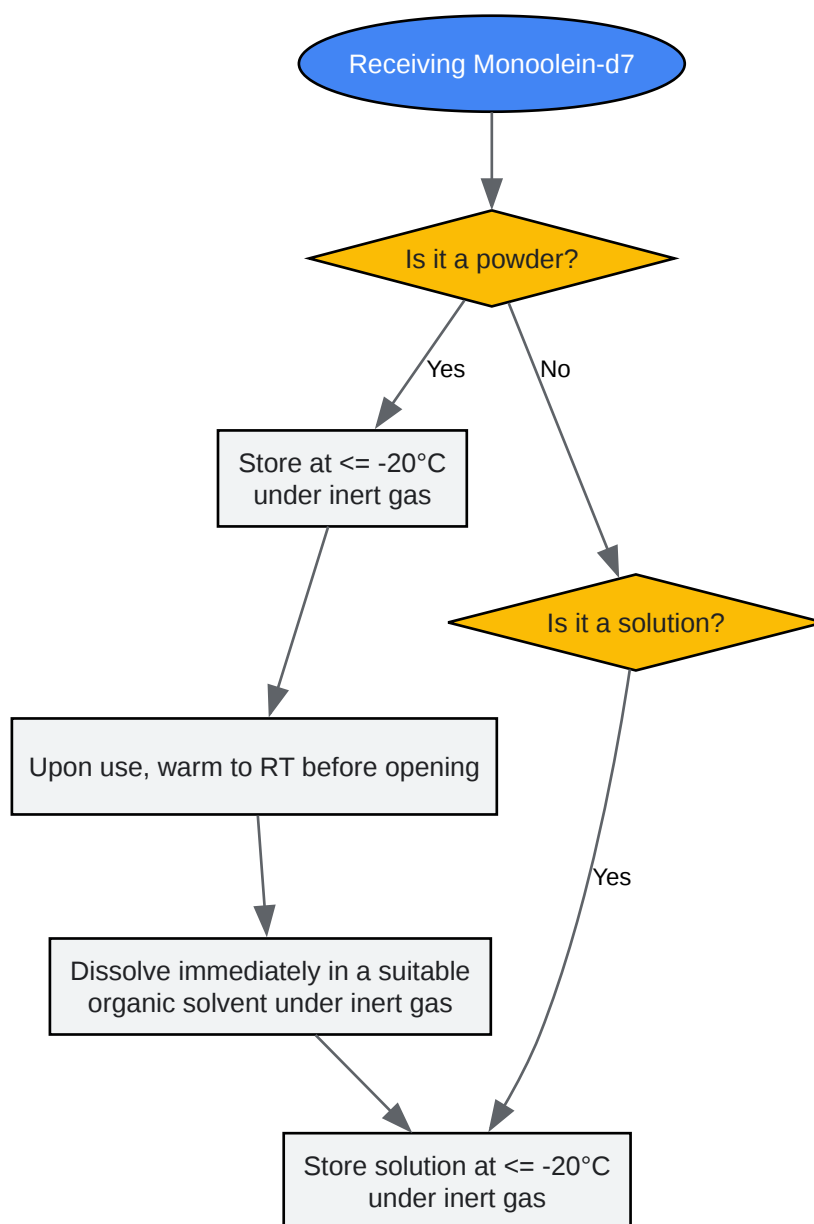 Receiving Monoolein-d7
Is it a powder?
Yes
No
Store at <= -20°C
under inert gas
Is it a solution?
Upon use, warm to RT before opening
Yes
Dissolve immediately in a suitable
organic solvent under inert gas
Store solution at <= -20°C
under inert gas